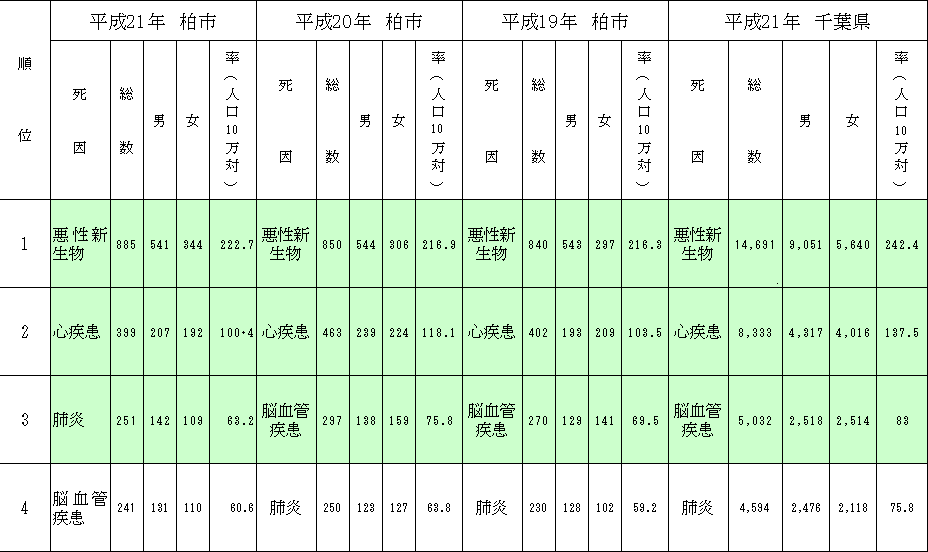 平成21年 柏市 平成20年 柏市 平成19年 柏市 平成21年 千葉県
順位 死因 総数 男 女 率(人口10万対) 死因 総数 男 女 率(人口10万対) 死因 総数 男 女 率(人口10万対) 死因 総数 男 女 率(人口10万対)
1 悪性新生物 885 541 344 222.7 悪性新生物 850 544 306 216.9 悪性新生物 840 543 297 216.3 悪性新生物 14,691 9,051 5,640 242.4
2 心疾患 399 207 192 100・4 心疾患 463 239 224 118.1 心疾患 402 193 209 103.5 心疾患 8,333 4,317 4,016 137.5
3 肺炎 251 142 109 63.2 脳血管疾患 297 138 159 75.8 脳血管疾患 270 129 141 69.5 脳血管疾患 5,032 2,518 2,514 83
4 脳血管疾患 241 131 110 60.6 肺炎 250 123 127 63.8 肺炎 230 128 102 59.2 肺炎 4,594 2,476 2,118 75.8